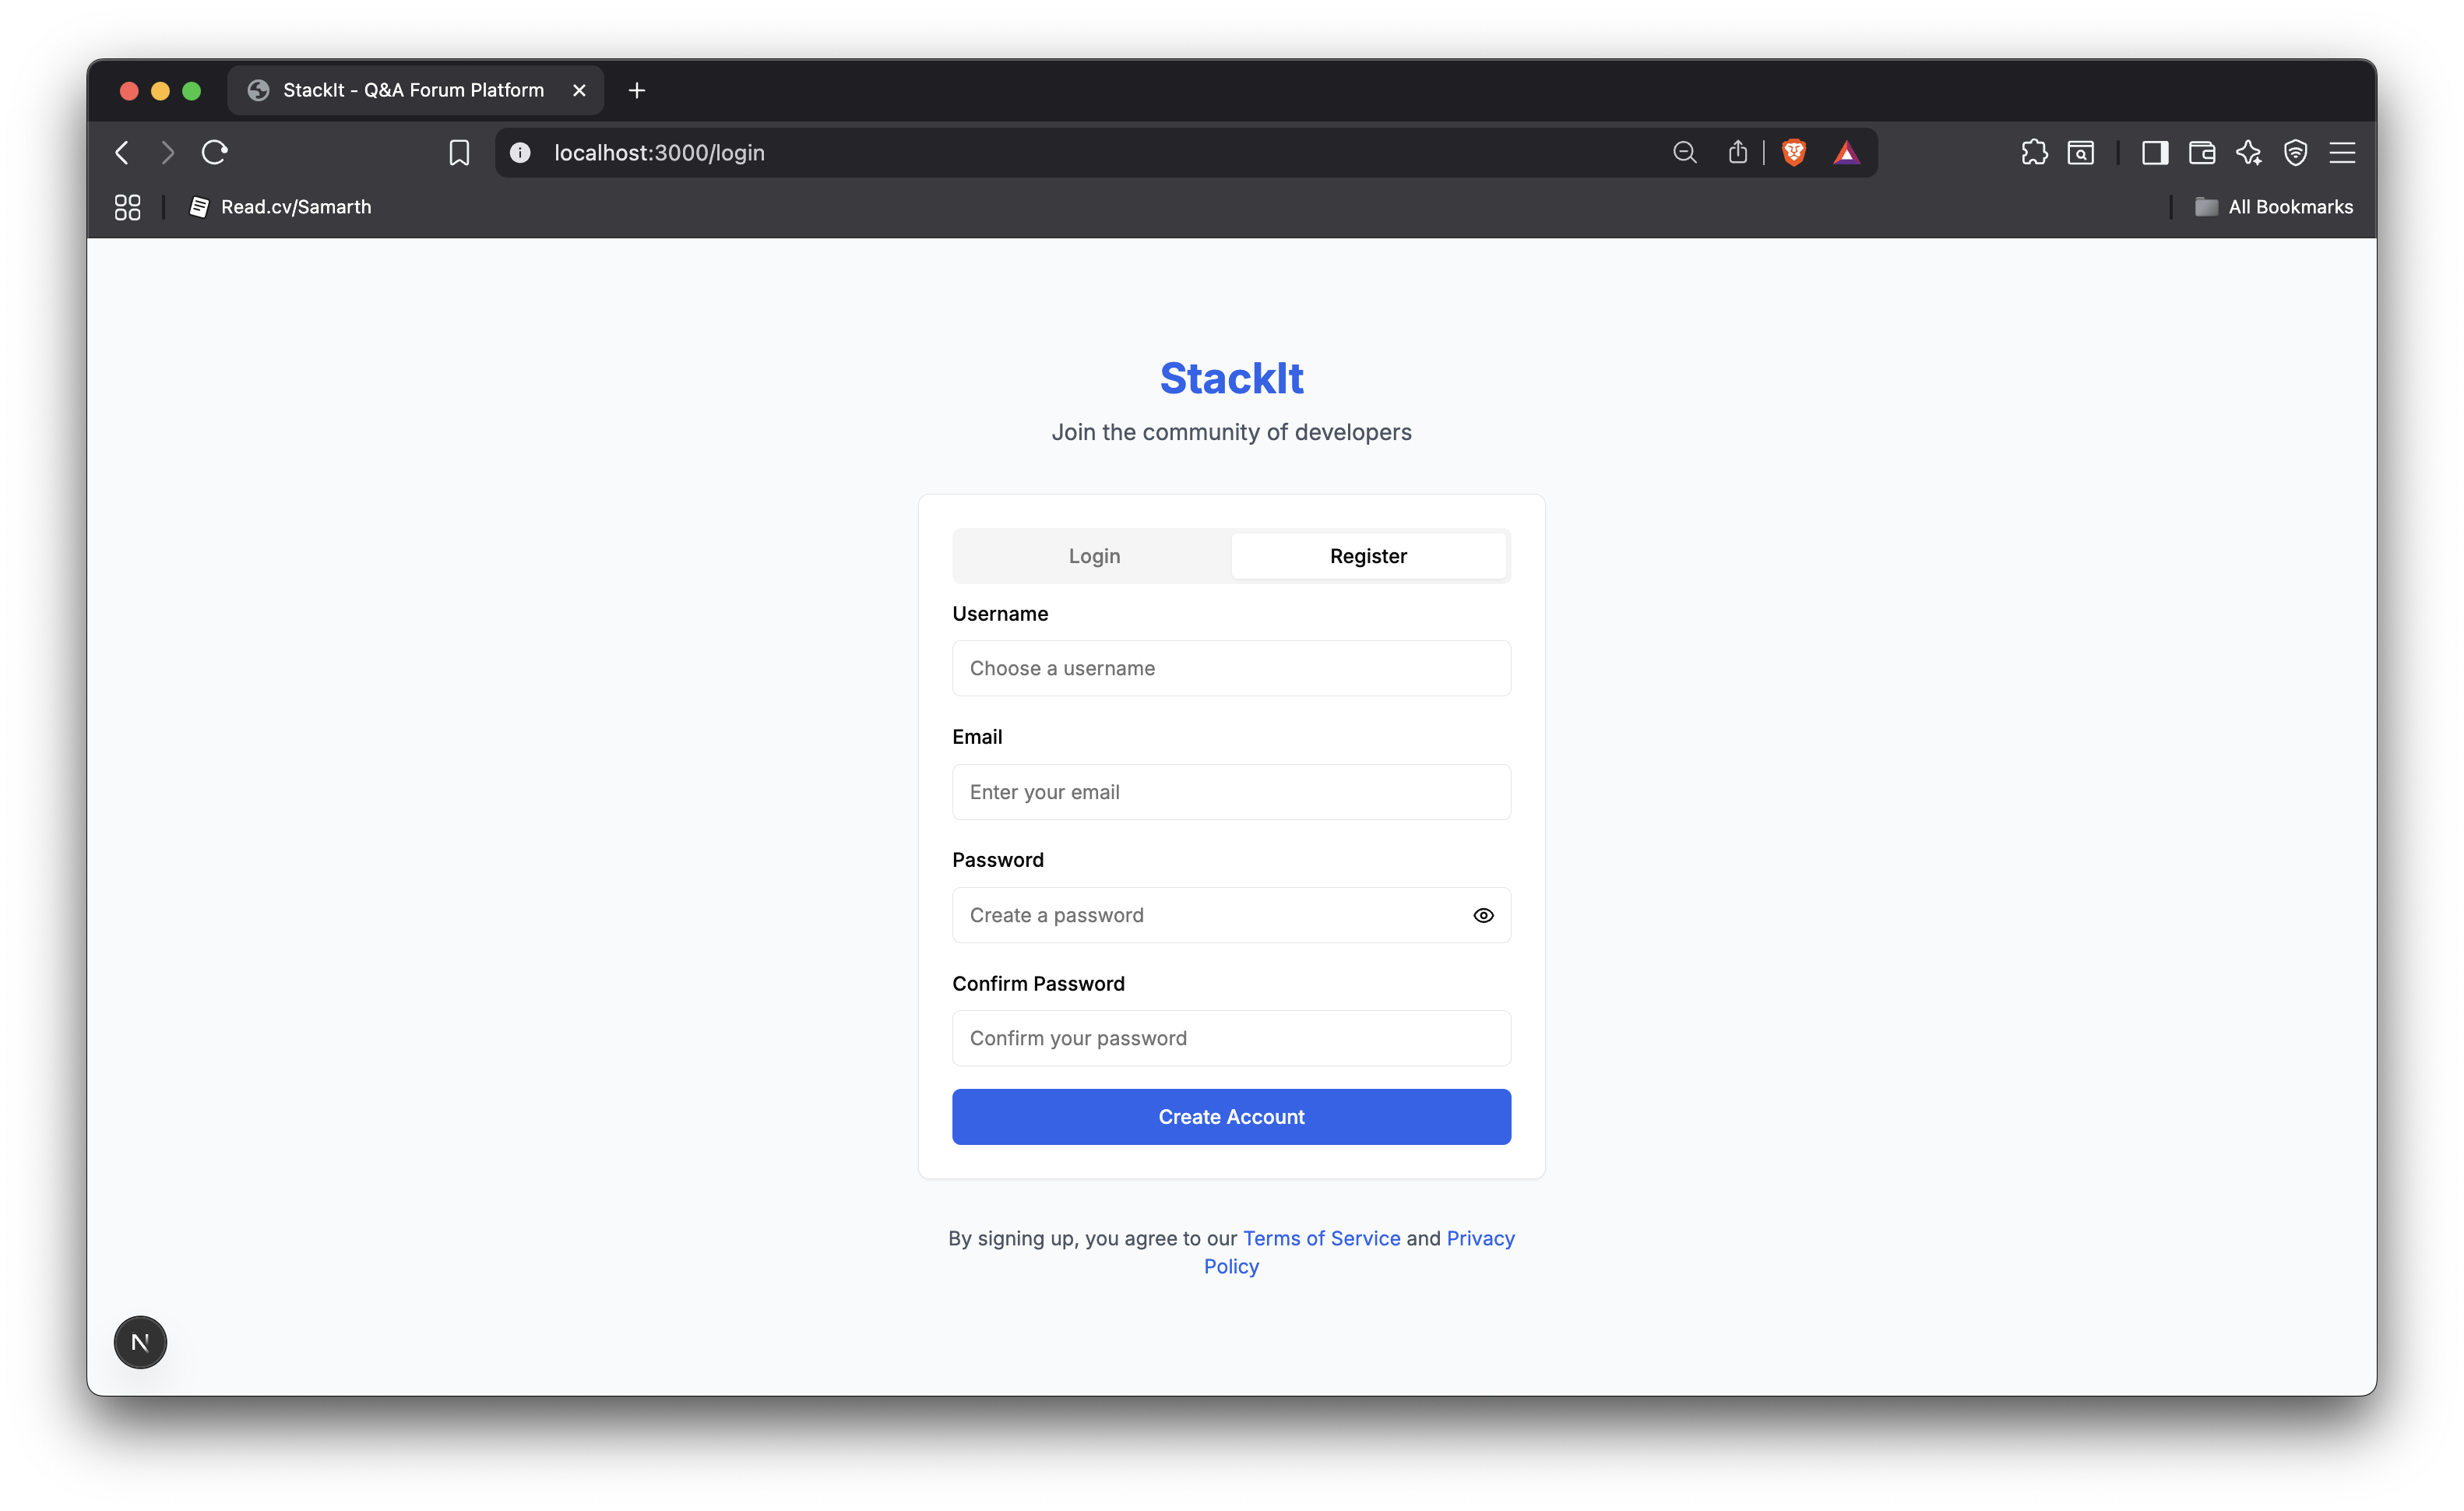 StackIt - Q&A Forum Platform
localhost:3000/login
Read.cv/Samarth
All Bookmarks
StackIt
Join the community of developers
Login
Register
Username
Choose a username
Email
Enter your email
Password
Create a password
Confirm Password
Confirm your password
Create Account
By signing up, you agree to our Terms of Service and Privacy
Policy
N